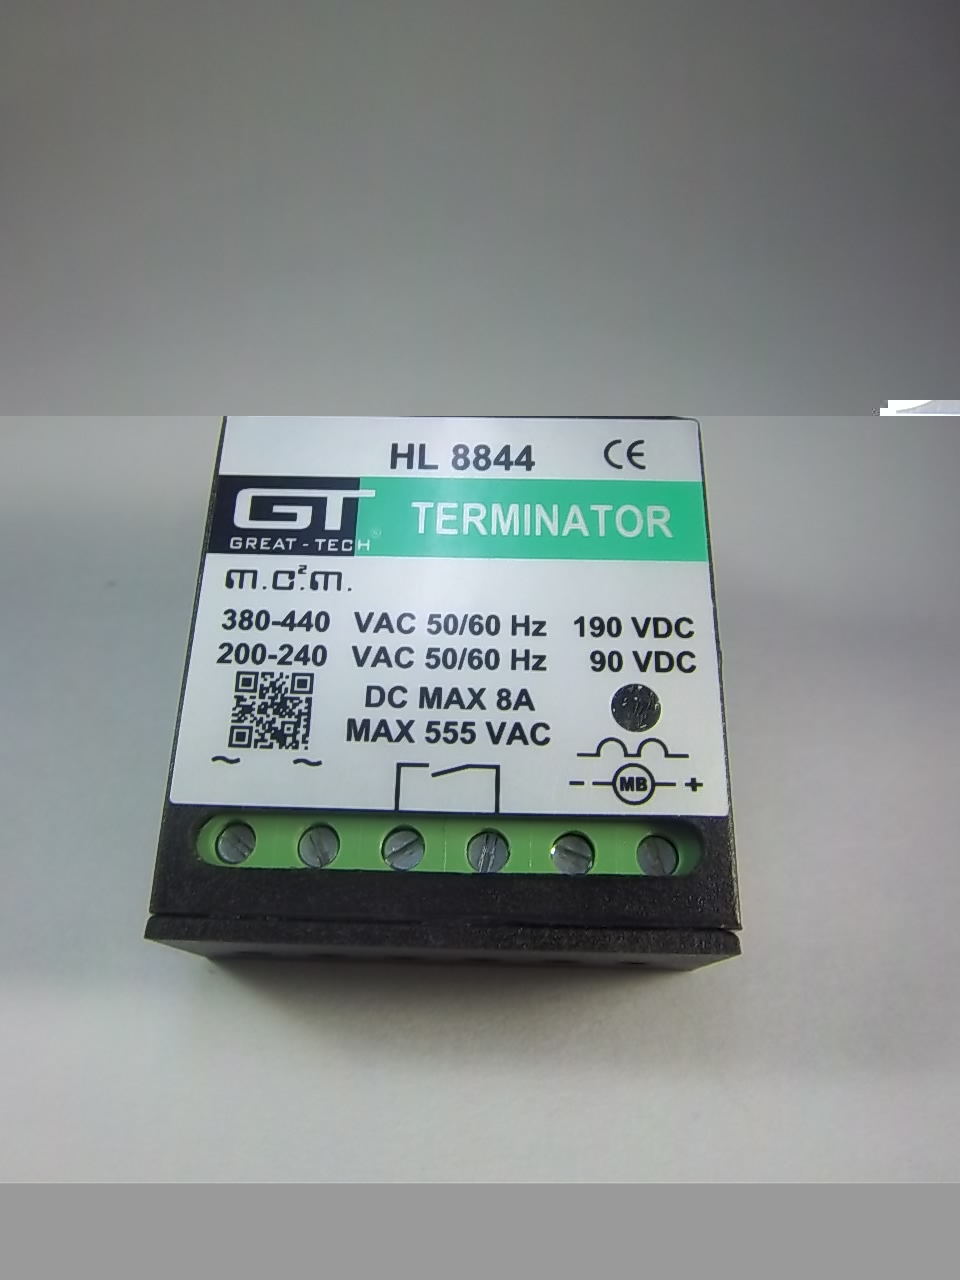 HL 8844 CE
GT TERMINATOR
GREAT-TECH
m.c².m.
380-440 VAC 50/60 Hz 190 VDC
200-240 VAC 50/60 Hz 90 VDC
DC MAX 8A
MAX 555 VAC
~ ~
- MB +